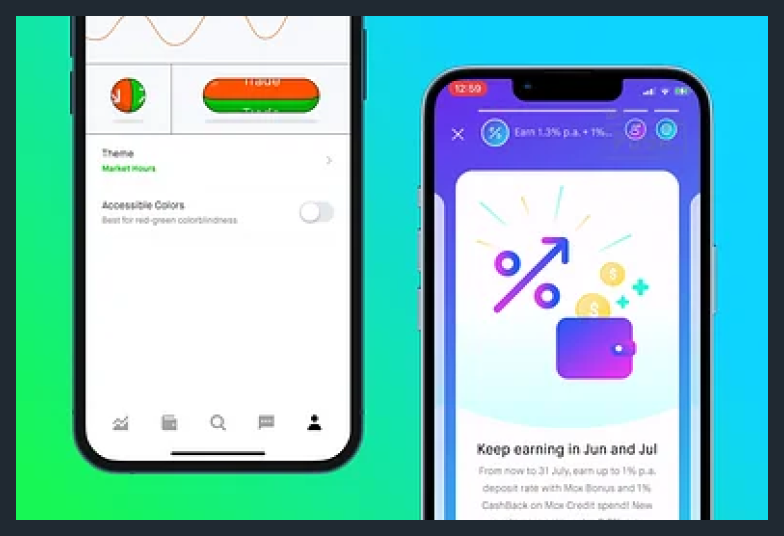 Trade
Trade
Theme
Market Hours
Accessible Colors
Best for red-green colorblindness
12:59
Earn 1.3% p.a. + 1%...
$
$
Keep earning in Jun and Jul
From now to 31 July, earn up to 1% p.a.
deposit rate with Mox Bonus and 1%
CashBack on Mox Credit spend! New